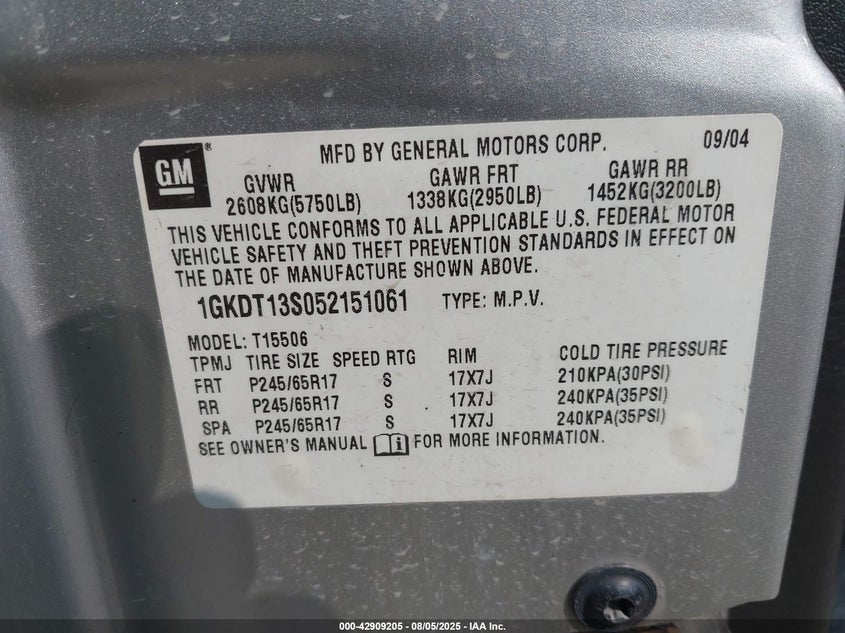 GM ®
MFD BY GENERAL MOTORS CORP. 09/04
GVWR GAWR FRT GAWR RR
2608KG(5750LB) 1338KG(2950LB) 1452KG(3200LB)
THIS VEHICLE CONFORMS TO ALL APPLICABLE U.S. FEDERAL MOTOR
VEHICLE SAFETY AND THEFT PREVENTION STANDARDS IN EFFECT ON
THE DATE OF MANUFACTURE SHOWN ABOVE.
1GKDT13S052151061 TYPE: M.P.V.
MODEL: T15506
TPMJ TIRE SIZE SPEED RTG RIM COLD TIRE PRESSURE
FRT P245/65R17 S 17X7J 210KPA(30PSI)
RR P245/65R17 S 17X7J 240KPA(35PSI)
SPA P245/65R17 S 17X7J 240KPA(35PSI)
SEE OWNER'S MANUAL i FOR MORE INFORMATION.
000-42909205 - 08/05/2025 - IAA Inc.